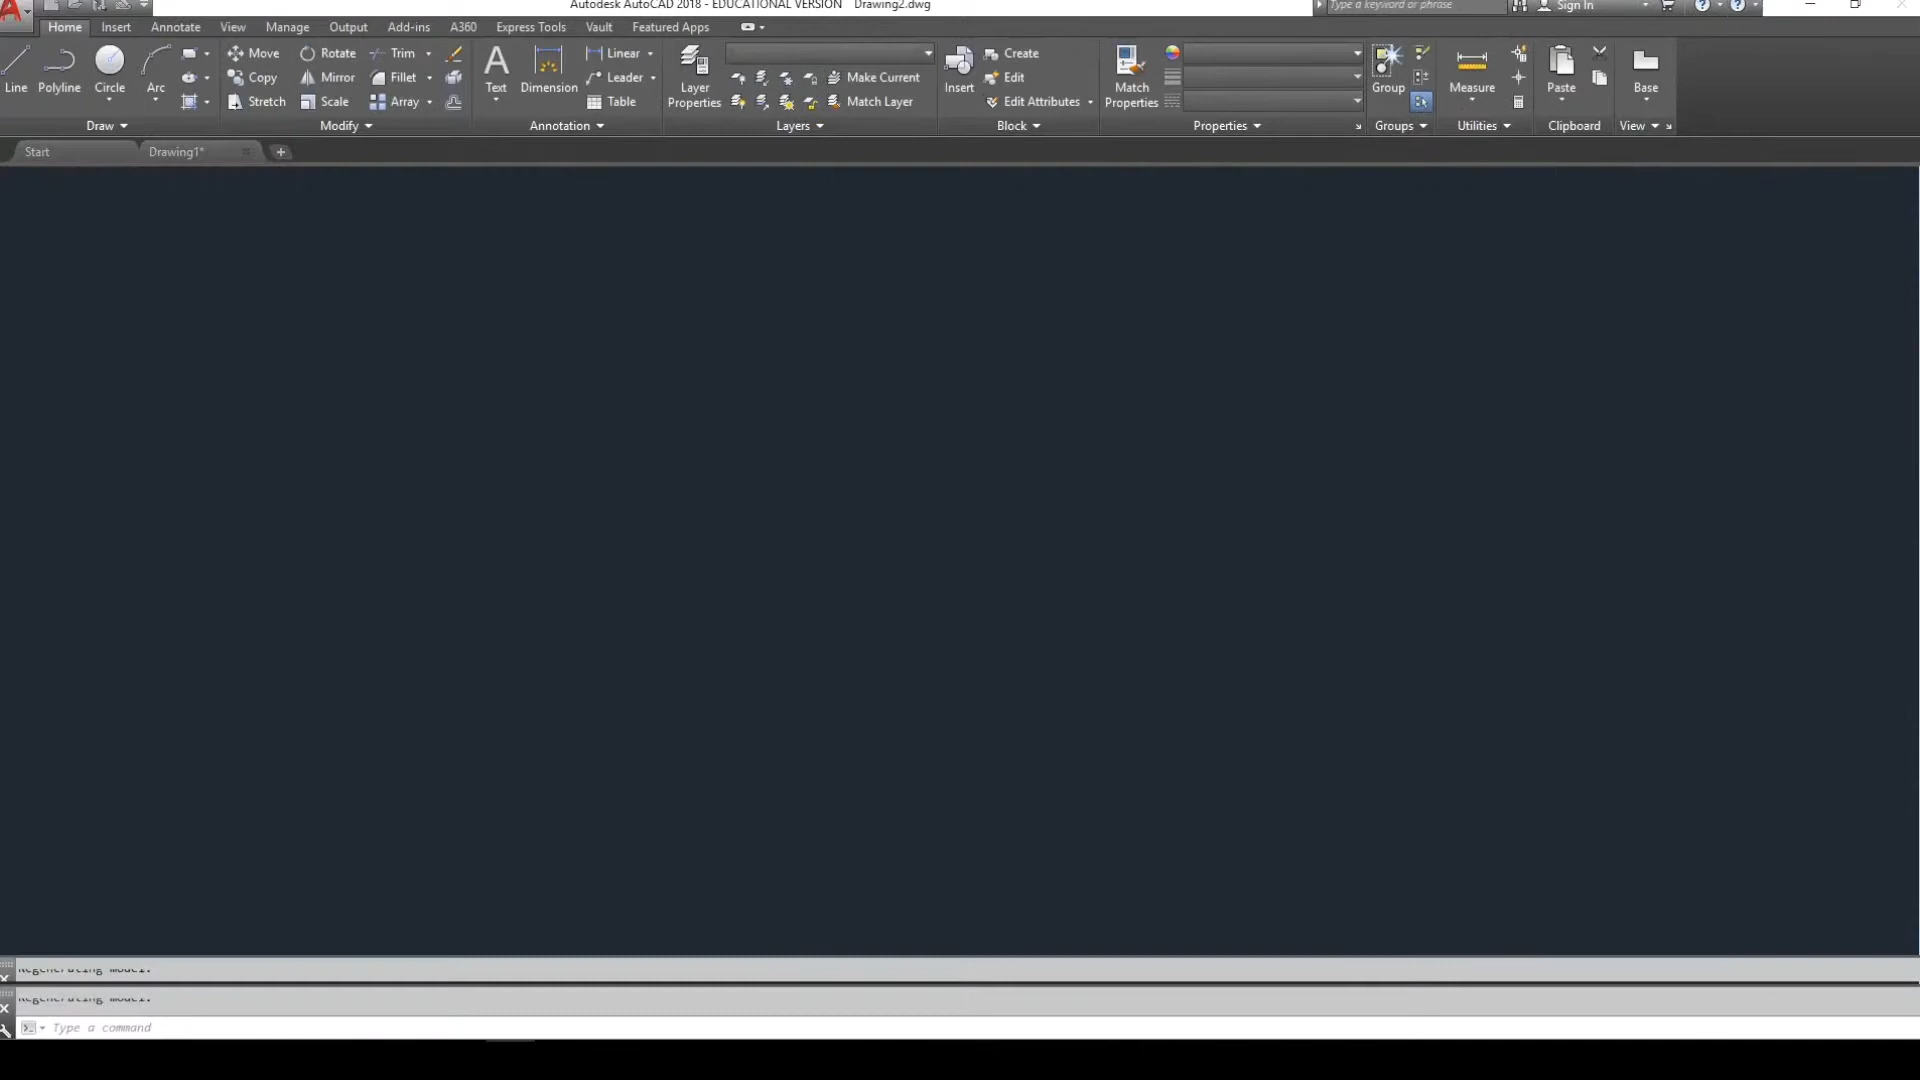 Autodesk AutoCAD 2018 - EDUCATIONAL VERSION Drawing2.dwg
Type a keyword or phrase
Sign In
Home Insert Annotate View Manage Output Add-ins A360 Express Tools Vault Featured Apps
Line Polyline Circle Arc
Move Rotate Trim
Copy Mirror Fillet
Stretch Scale Array
Text Dimension
Linear
Leader
Table
Layer Properties
Make Current
Match Layer
Insert
Create
Edit
Edit Attributes
Match Properties
Group
Measure
Paste
Base
Draw Modify Annotation Layers Block Properties Groups Utilities Clipboard View
Start Drawing1*
Regenerating model.
Regenerating model.
Type a command